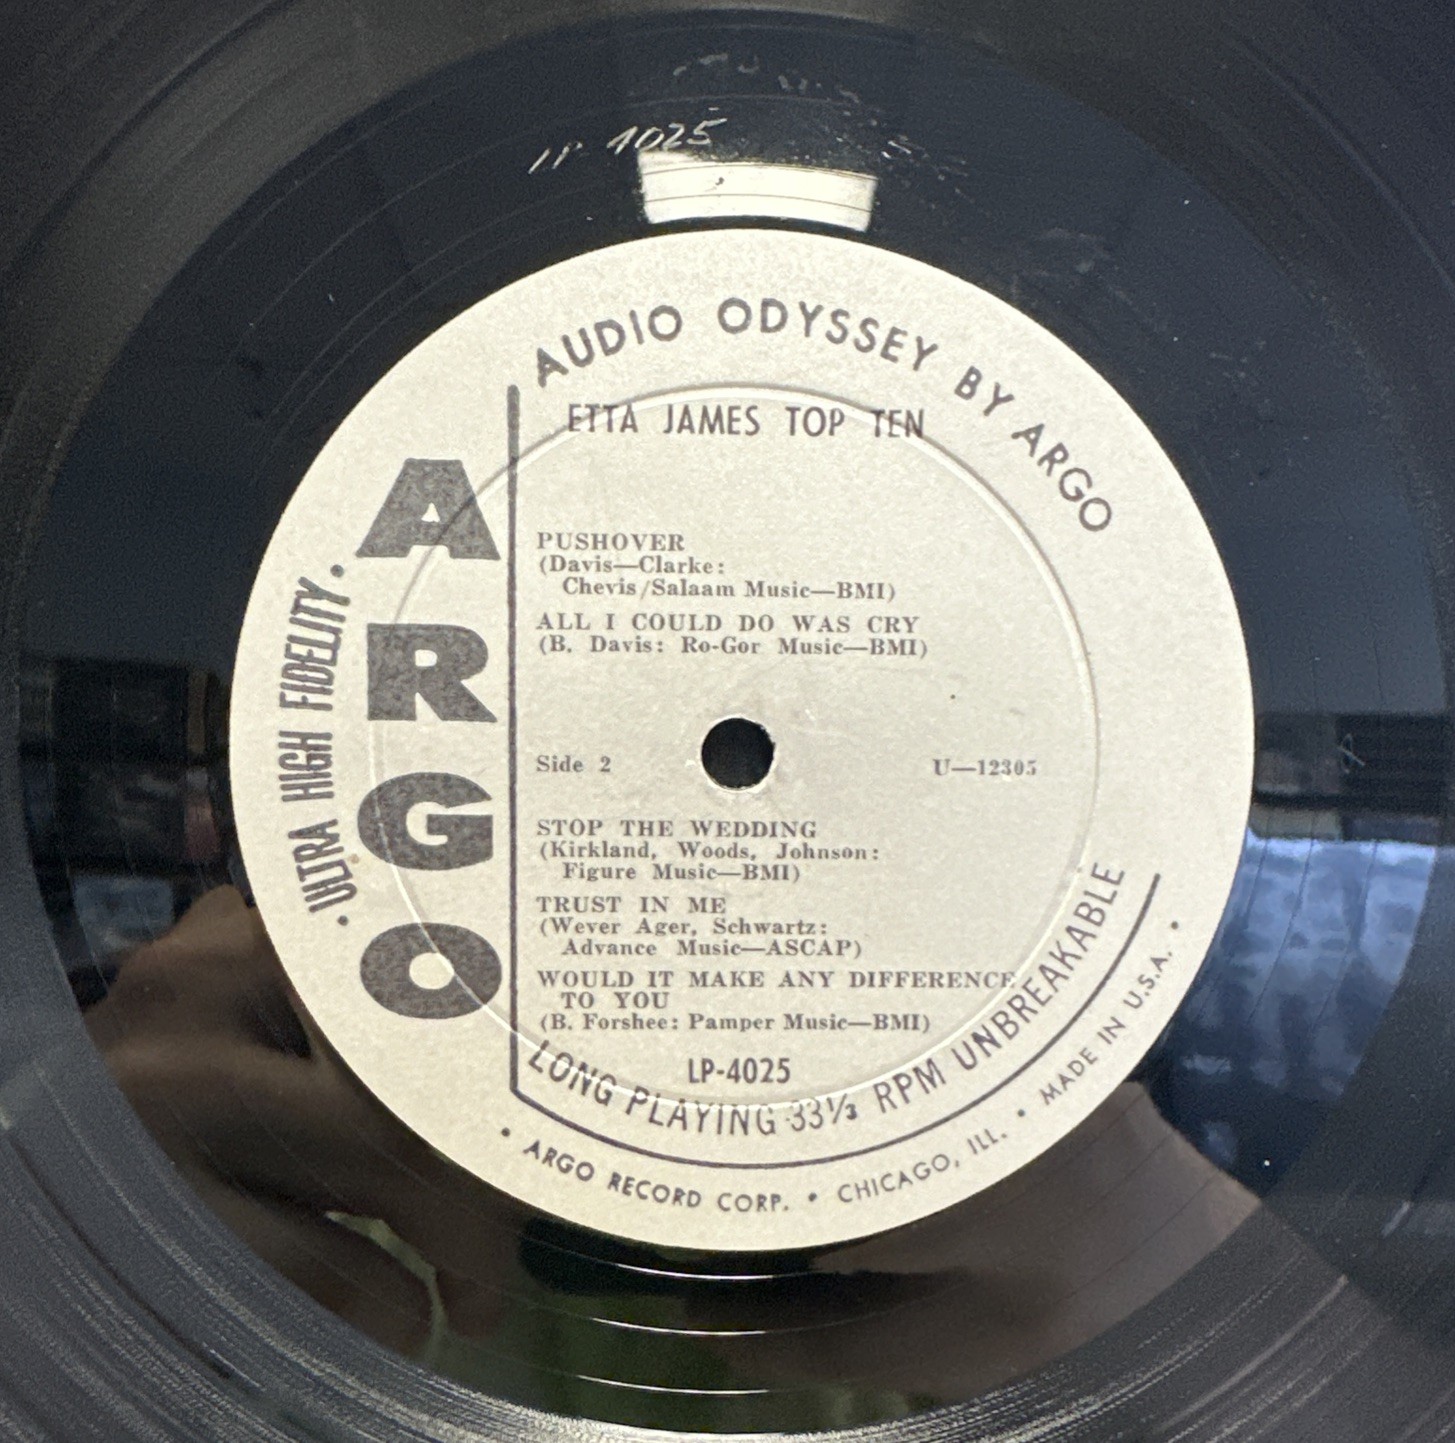 LP-4025
AUDIO ODYSSEY BY ARGO
ETTA JAMES TOP TEN
ARGO
• ULTRA HIGH FIDELITY •
PUSHOVER
(Davis—Clarke:
Chevis/Salaam Music—BMI)
ALL I COULD DO WAS CRY
(B. Davis: Ro-Gor Music—BMI)
Side 2
U—12305
STOP THE WEDDING
(Kirkland, Woods, Johnson:
Figure Music—BMI)
TRUST IN ME
(Wever Ager, Schwartz:
Advance Music—ASCAP)
WOULD IT MAKE ANY DIFFERENCE
TO YOU
(B. Forshee: Pamper Music—BMI)
LP-4025
LONG PLAYING 33⅓ RPM UNBREAKABLE
• ARGO RECORD CORP. • CHICAGO, ILL. • MADE IN U.S.A. •